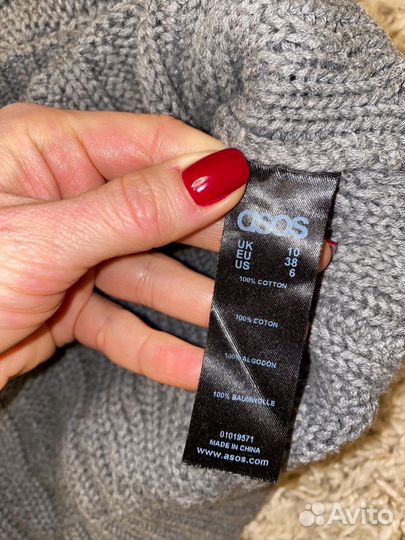 asos
UK 10
EU 38
US 6
100% COTTON
100% COTON
100% ALGODÓN
100% BAUMWOLLE
01019571
MADE IN CHINA
www.asos.com
Avito